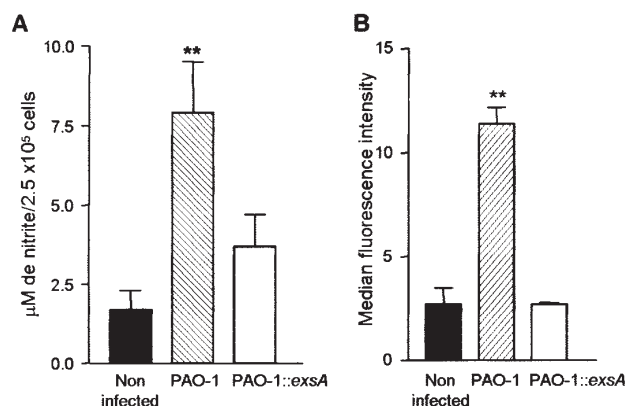 A
µM de nitrite/2.5 x10⁵ cells
10.0
7.5
5.0
2.5
0.0
**
Non infected
PAO-1
PAO-1::exsA
B
Median fluorescence intensity
15
10
5
0
**
Non infected
PAO-1
PAO-1::exsA